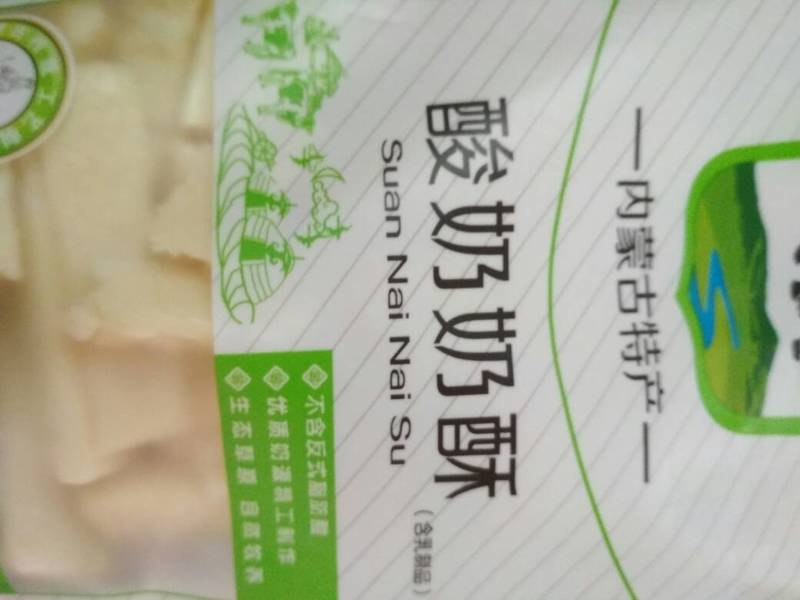 内蒙古特产
酸奶奶酥
Suan Nai Nai Su
(含乳制品)
不含反式脂肪酸
优质奶源精工制作
生态草原 自然牧养